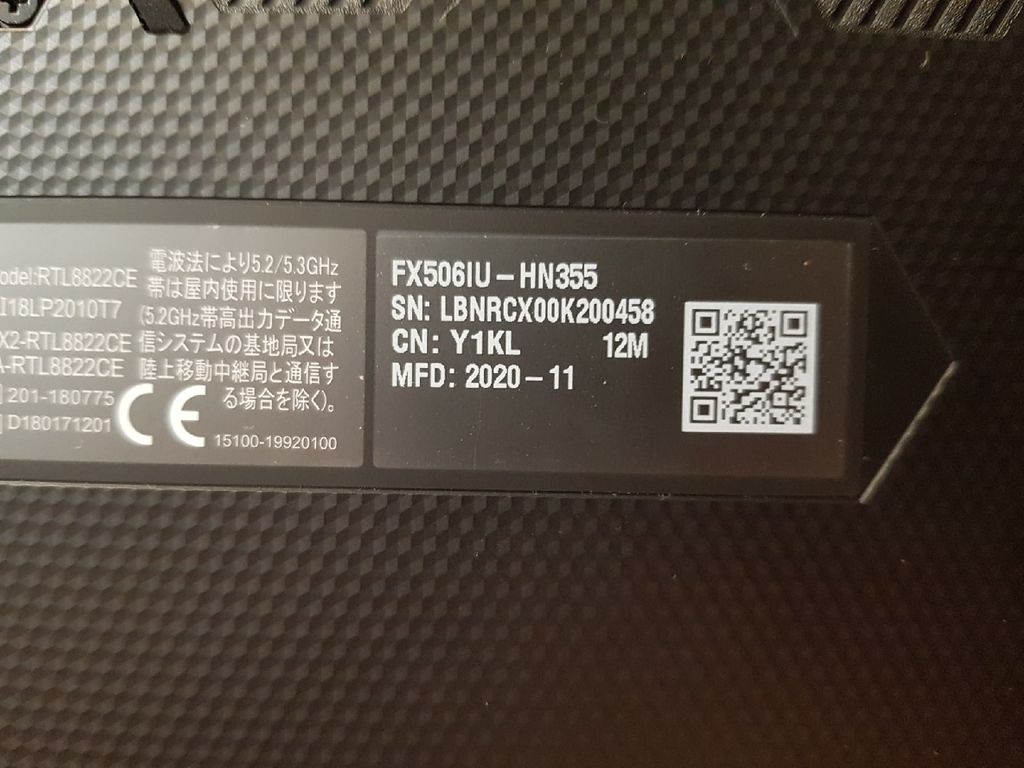 odel:RTL8822CE
I18LP2010T7
X2-RTL8822CE
A-RTL8822CE
201-180775
D180171201
電波法により5.2/5.3GHz
帯は屋内使用に限ります
(5.2GHz帯高出力データ通
信システムの基地局又は
陸上移動中継局と通信す
る場合を除く)。
CE
15100-19920100
FX506IU-HN355
SN: LBNRCX00K200458
CN: Y1KL 12M
MFD: 2020-11